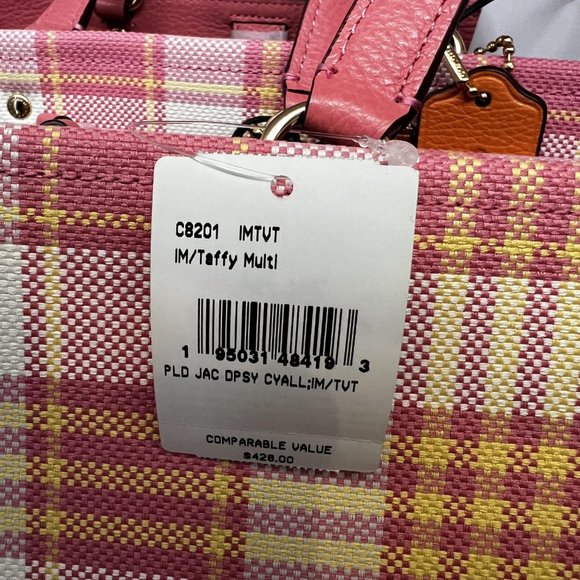 C8201 IMTVT
IM/Taffy Multi
1 95031 48419 3
PLD JAC DPSY CYALL;IM/TVT
COMPARABLE VALUE
$428.00